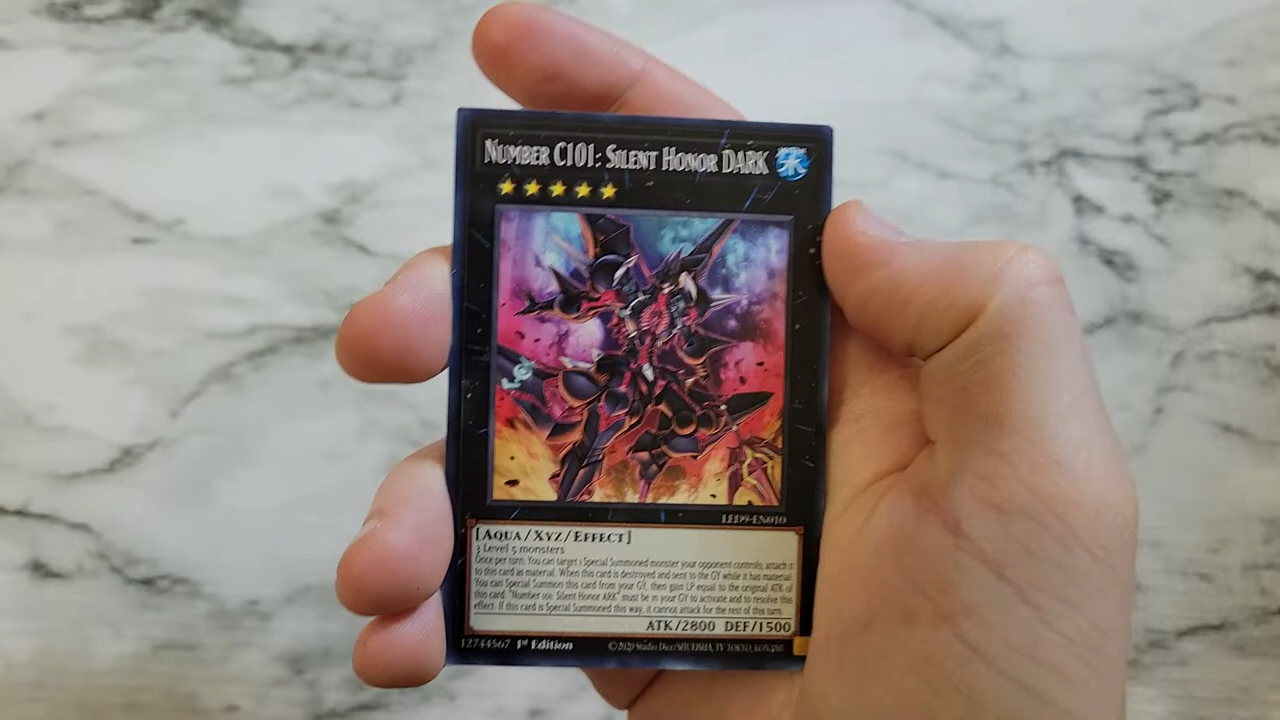 NUMBER C101: SILENT HONOR DARK
水
LED9-EN010
[AQUA/XYZ/EFFECT]
3 Level 5 monsters
Once per turn: You can target 1 Special Summoned monster your opponent controls; attach it
to this card as material. When this card is destroyed and sent to the GY while it has material:
You can Special Summon this card from your GY, then gain LP equal to the original ATK of
this card. "Number 101: Silent Honor ARK" must be in your GY to activate and to resolve this
effect. If this card is Special Summoned this way, it cannot attack for the rest of this turn.
ATK/2800 DEF/1500
12744567 1st Edition ©2020 Studio Dice/SHUEISHA, TV TOKYO, KONAMI